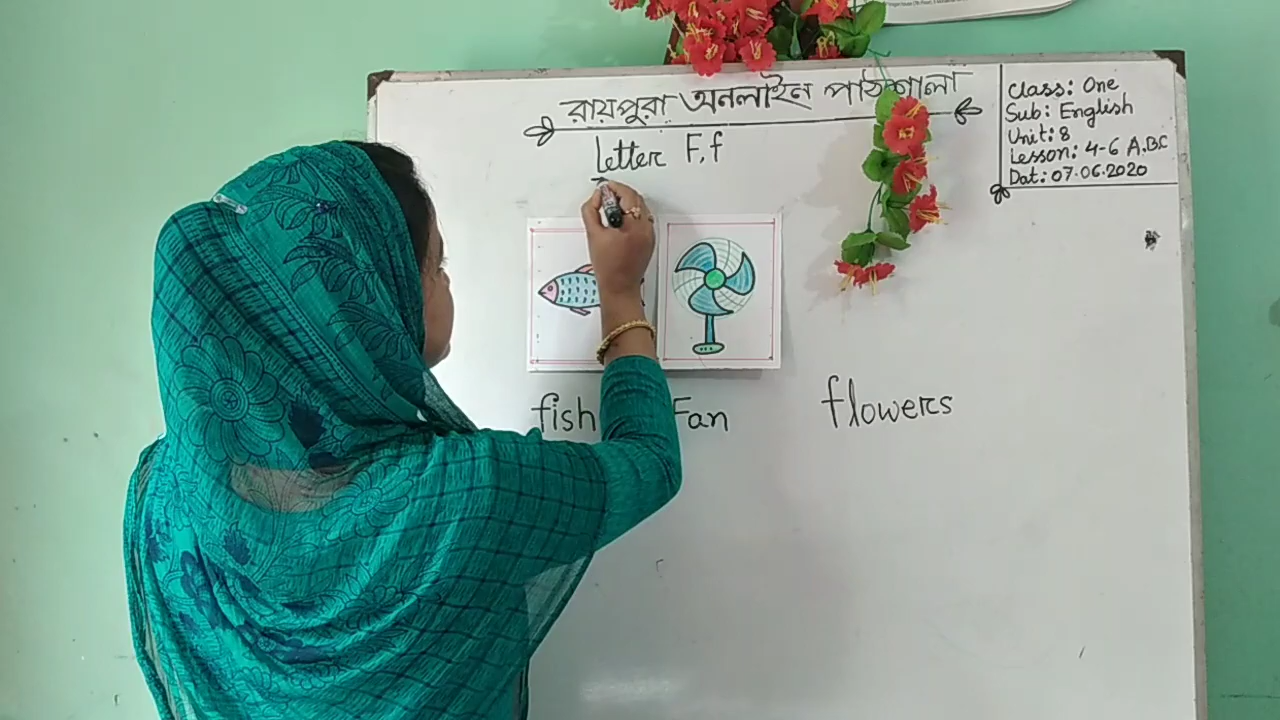 রায়পুরা অনলাইন পাঠশালা
Letter F, f
Class: One
Sub: English
Unit: 8
Lesson: 4-6 A,B,C
Dat: 07.06.2020
fish
Fan
flowers